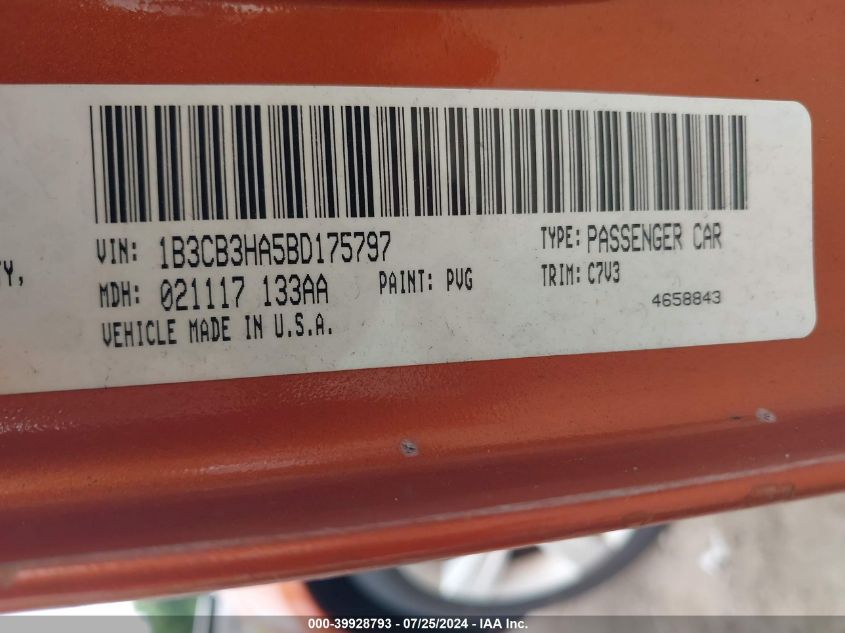 VIN: 1B3CB3HA5BD175797 TYPE: PASSENGER CAR
TY, MDH: 021117 133AA PAINT: PVG TRIM: C7V3
VEHICLE MADE IN U.S.A. 4658843
000-39928793 - 07/25/2024 - IAA Inc.